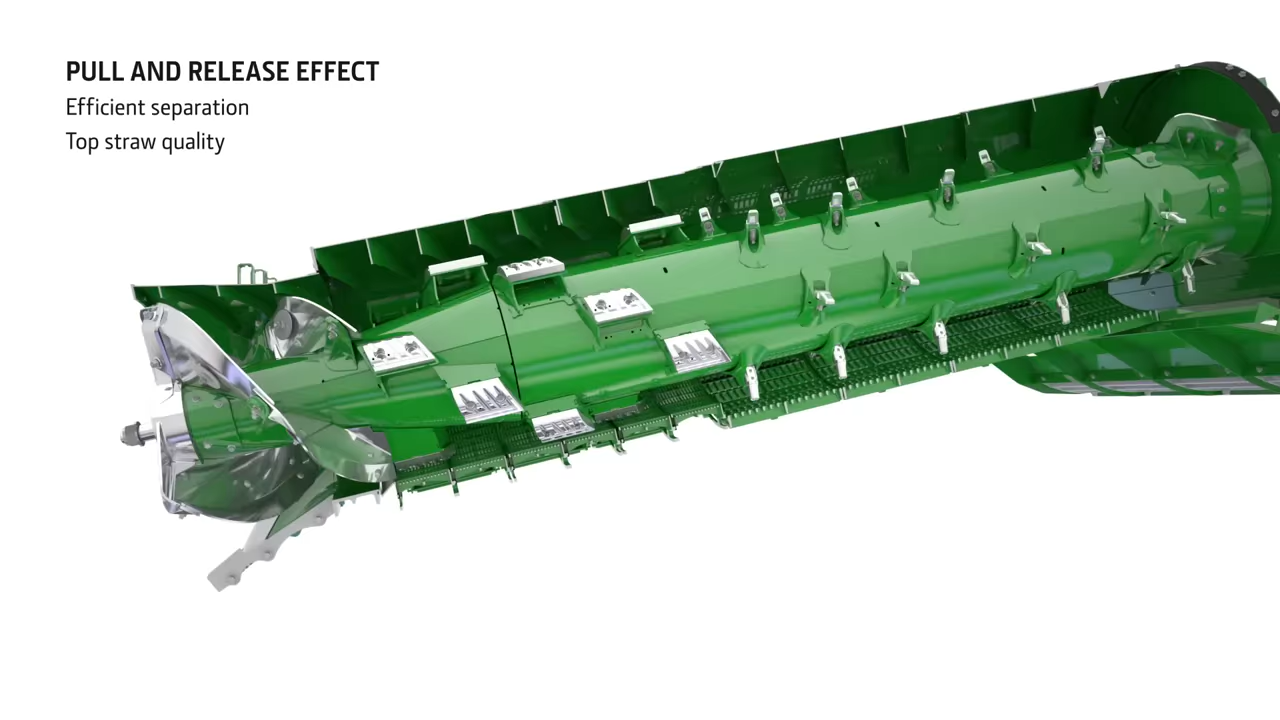 PULL AND RELEASE EFFECT
Efficient separation
Top straw quality